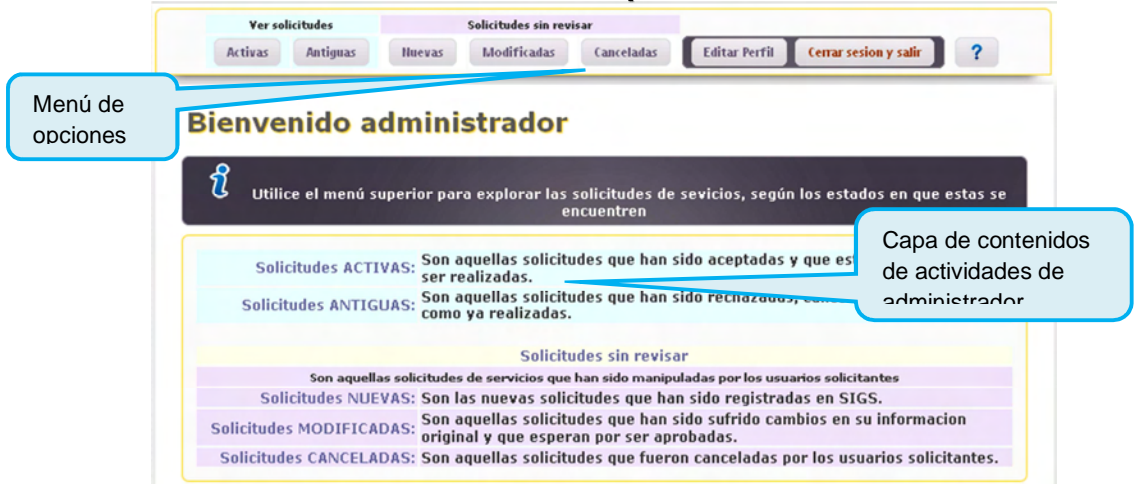 Ver solicitudes Solicitudes sin revisar
Activas Antiguas Nuevas Modificadas Canceladas Editar Perfil Cerrar sesion y salir ?
Menú de
opciones
Bienvenido administrador
Utilice el menú superior para explorar las solicitudes de sevicios, según los estados en que estas se
encuentren
Capa de contenidos
de actividades de
administrador
Solicitudes ACTIVAS: Son aquellas solicitudes que han sido aceptadas y que
ser realizadas.
Solicitudes ANTIGUAS: Son aquellas solicitudes que han sido rechazadas,
como ya realizadas.
Solicitudes sin revisar
Son aquellas solicitudes de servicios que han sido manipuladas por los usuarios solicitantes
Solicitudes NUEVAS: Son las nuevas solicitudes que han sido registradas en SIGS.
Solicitudes MODIFICADAS: Son aquellas solicitudes que han sido sufrido cambios en su informacion
original y que esperan por ser aprobadas.
Solicitudes CANCELADAS: Son aquellas solicitudes que fueron canceladas por los usuarios solicitantes.